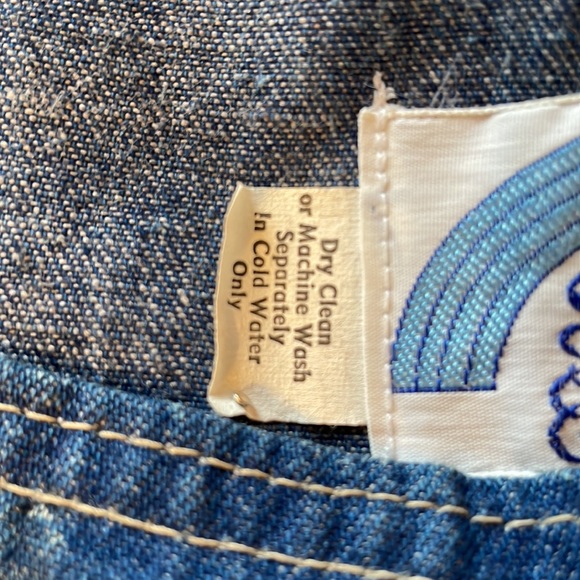 Dry Clean
or Machine Wash
Separately
In Cold Water
Only